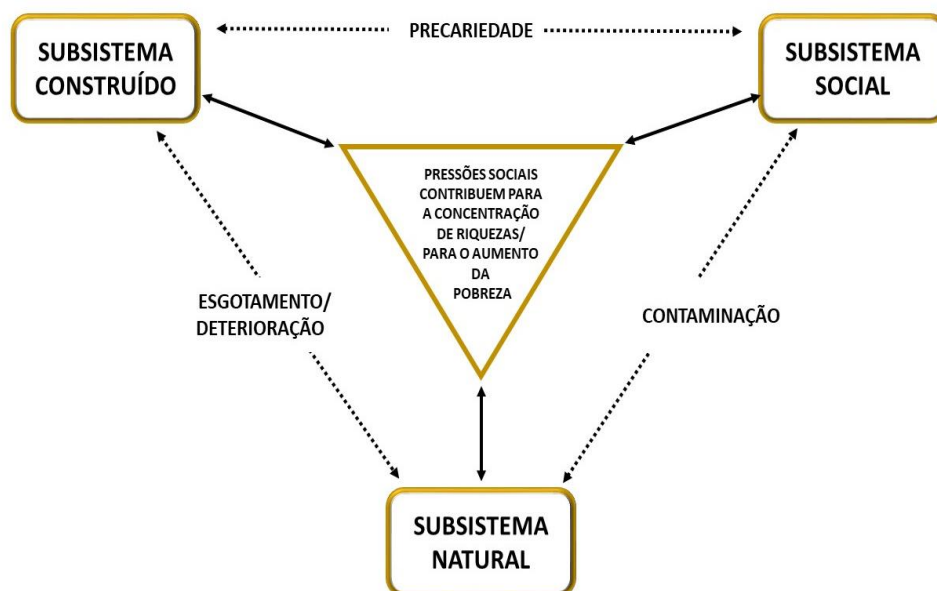 PRECARIEDADE
SUBSISTEMA
CONSTRUÍDO
SUBSISTEMA
SOCIAL
PRESSÕES SOCIAIS
CONTRIBUEM PARA
A CONCENTRAÇÃO
DE RIQUEZAS/
PARA O AUMENTO
DA
POBREZA
ESGOTAMENTO/
DETERIORAÇÃO
CONTAMINAÇÃO
SUBSISTEMA
NATURAL